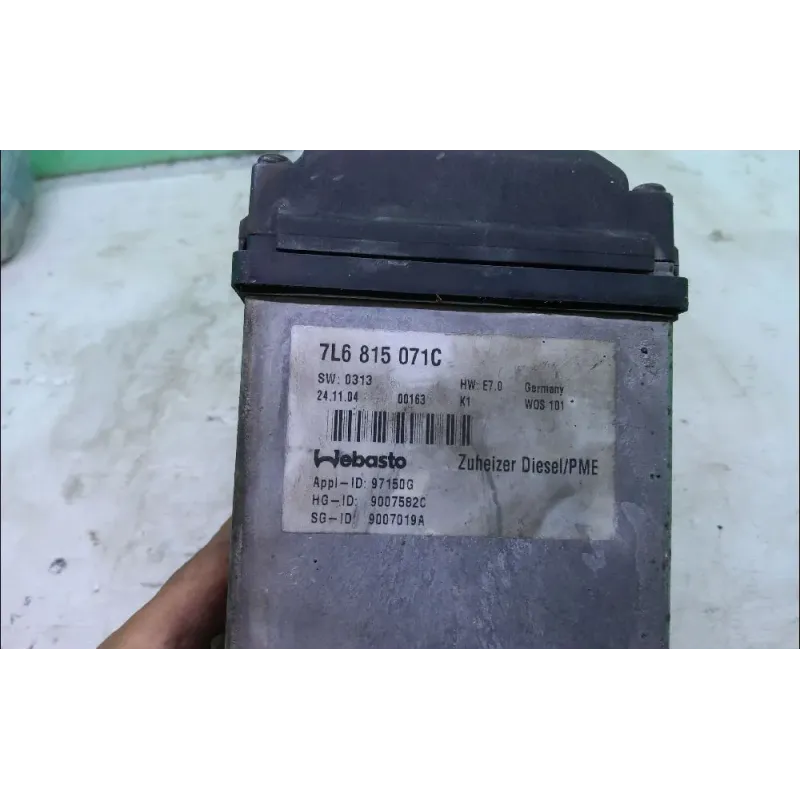 7L6 815 071C
SW: 0313 HW: E7.0 Germany
24.11.04 00163 K1 WOS 101
Webasto Zuheizer Diesel/PME
Appl-ID: 97150G
HG-ID: 9007582C
SG-ID: 9007019A